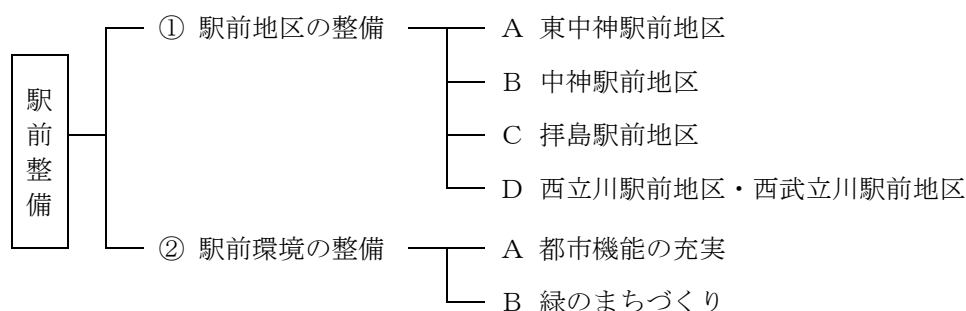 駅前整備
① 駅前地区の整備
A 東中神駅前地区
B 中神駅前地区
C 拝島駅前地区
D 西立川駅前地区・西武立川駅前地区
② 駅前環境の整備
A 都市機能の充実
B 緑のまちづくり